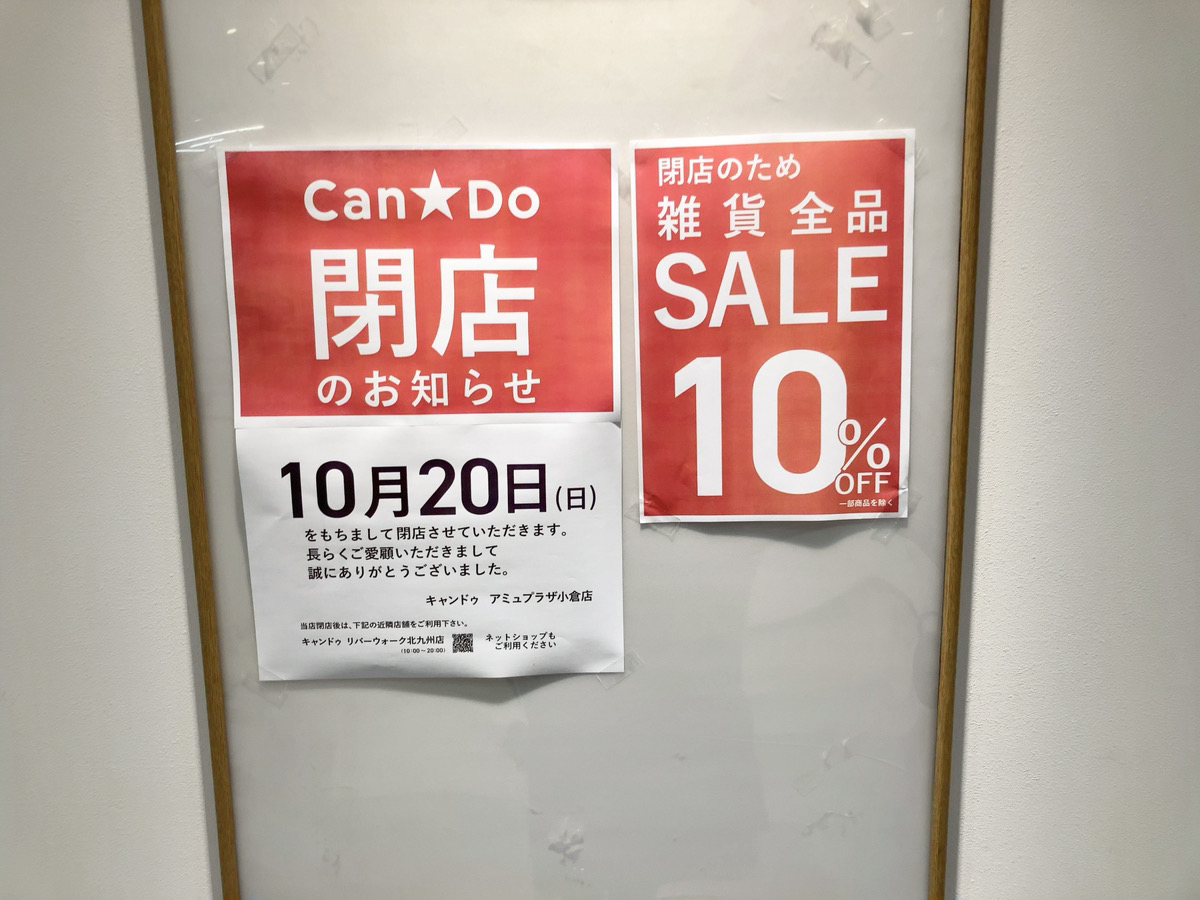 Can★Do
閉店
のお知らせ
10月20日(日)
をもちまして閉店させていただきます。
長らくご愛顧いただきまして
誠にありがとうございました。
キャンドゥ アミュプラザ小倉店
当店閉店後は、下記の近隣店舗をご利用下さい。
キャンドゥ リバーウォーク北九州店
(10:00~20:00)
ネットショップも
ご利用ください
閉店のため
雑貨全品
SALE
10%
OFF
一部商品を除く